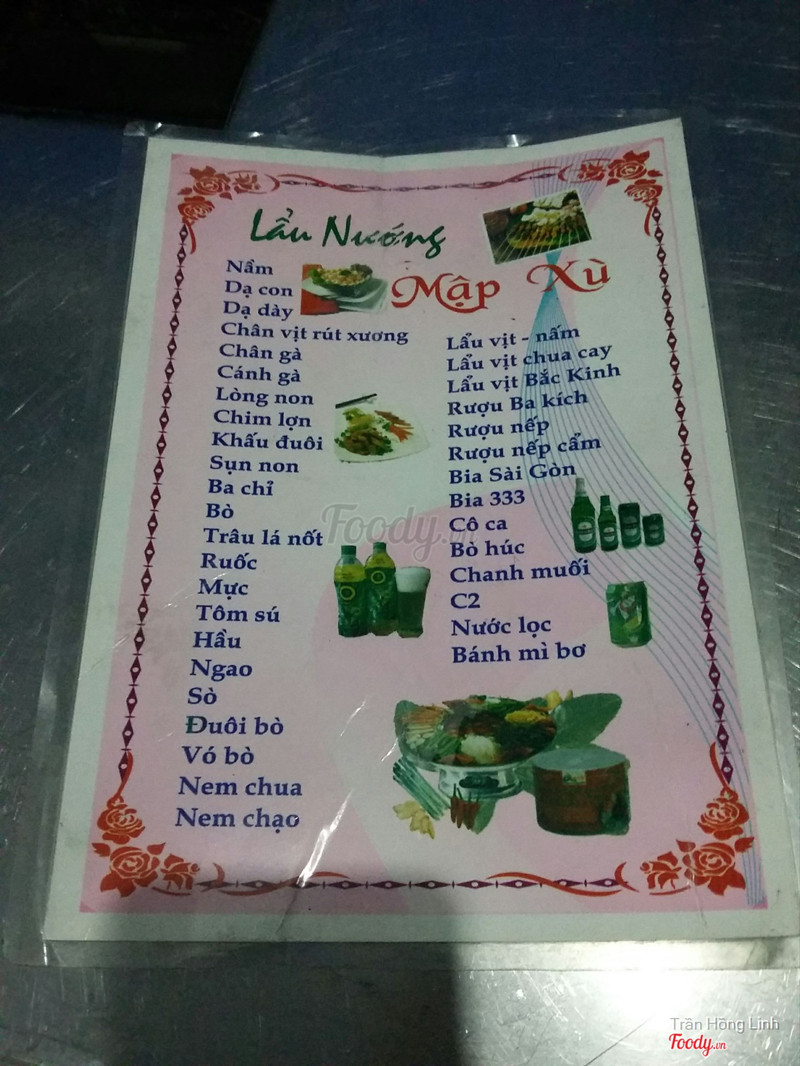 Lẩu Nướng
Mập Xù
Nầm
Dạ con
Dạ dày
Chân vịt rút xương
Chân gà
Cánh gà
Lòng non
Chim lợn
Khấu đuôi
Sụn non
Ba chỉ
Bò
Trâu lá nốt
Ruốc
Mực
Tôm sú
Hầu
Ngao
Sò
Đuôi bò
Vó bò
Nem chua
Nem chạo
Lẩu vịt - nấm
Lẩu vịt chua cay
Lẩu vịt Bắc Kinh
Rượu Ba kích
Rượu nếp
Rượu nếp cẩm
Bia Sài Gòn
Bia 333
Cô ca
Bò húc
Chanh muối
C2
Nước lọc
Bánh mì bơ
Foody.vn
Trần Hồng Linh
Foody.vn